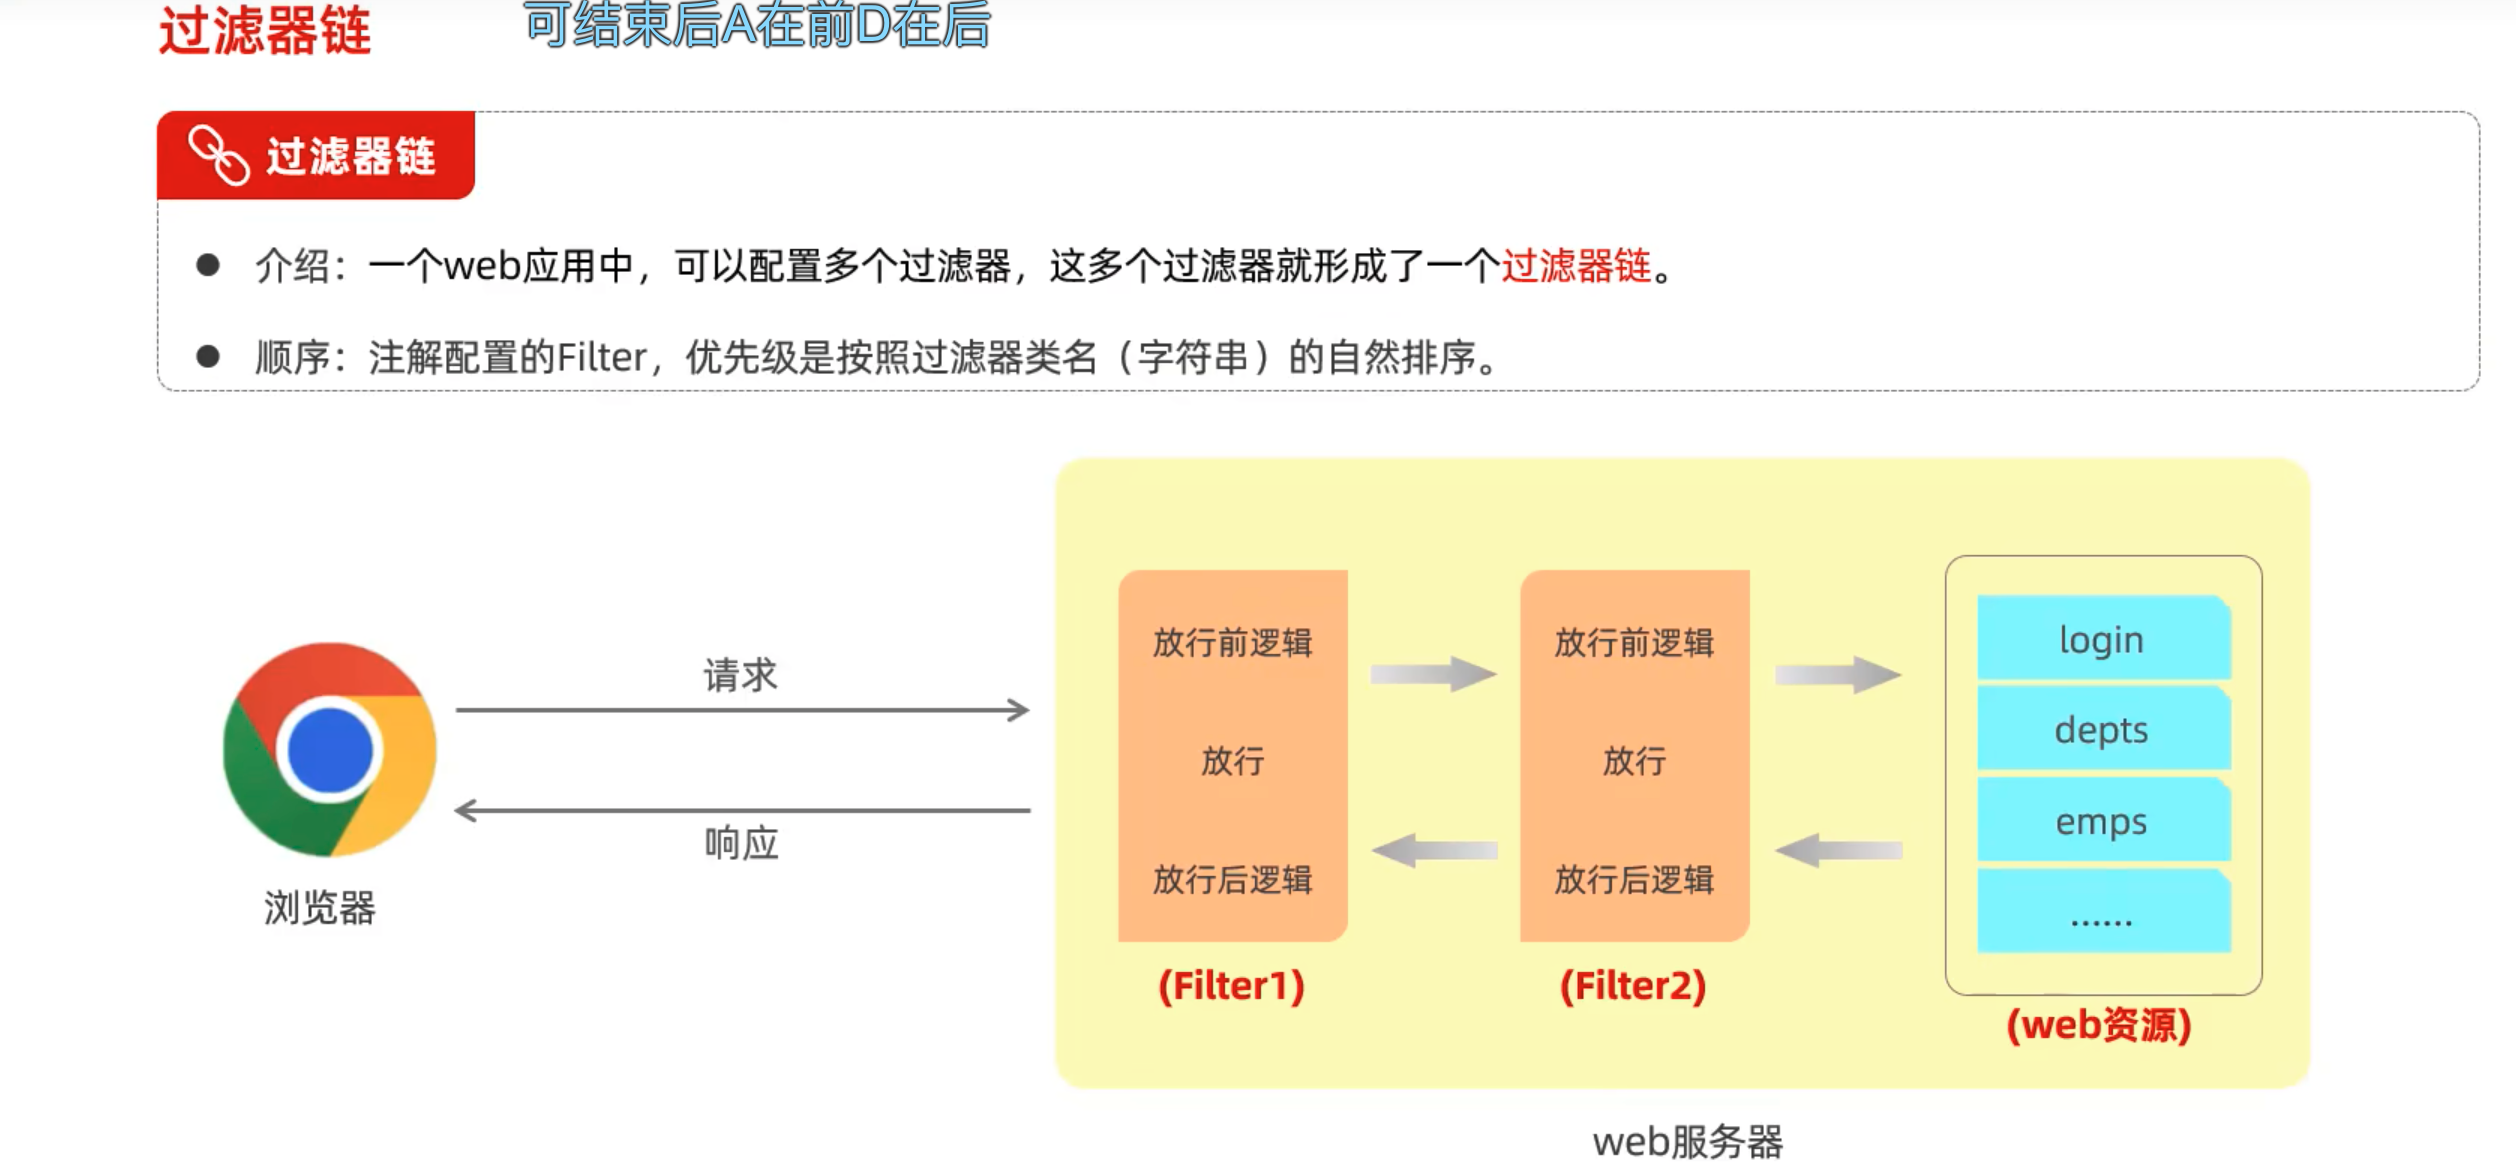 过滤器链
可结束后A在前D在后
过滤器链
介绍：一个web应用中，可以配置多个过滤器，这多个过滤器就形成了一个过滤器链。
顺序：注解配置的Filter，优先级是按照过滤器类名（字符串）的自然排序。
请求
响应
浏览器
放行前逻辑
放行
放行后逻辑
(Filter1)
放行前逻辑
放行
放行后逻辑
(Filter2)
login
depts
emps
......
(web资源)
web服务器